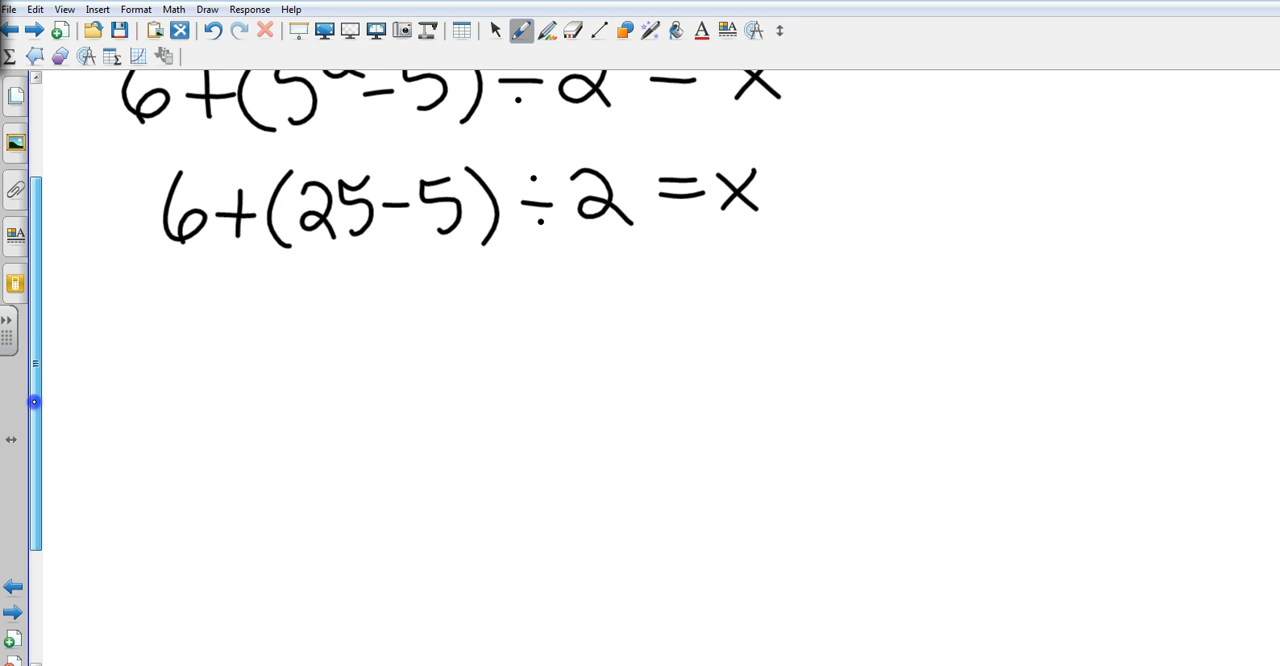 File Edit View Insert Format Math Draw Response Help
6+(5²-5)÷2 = x
6+(25-5)÷2 =x